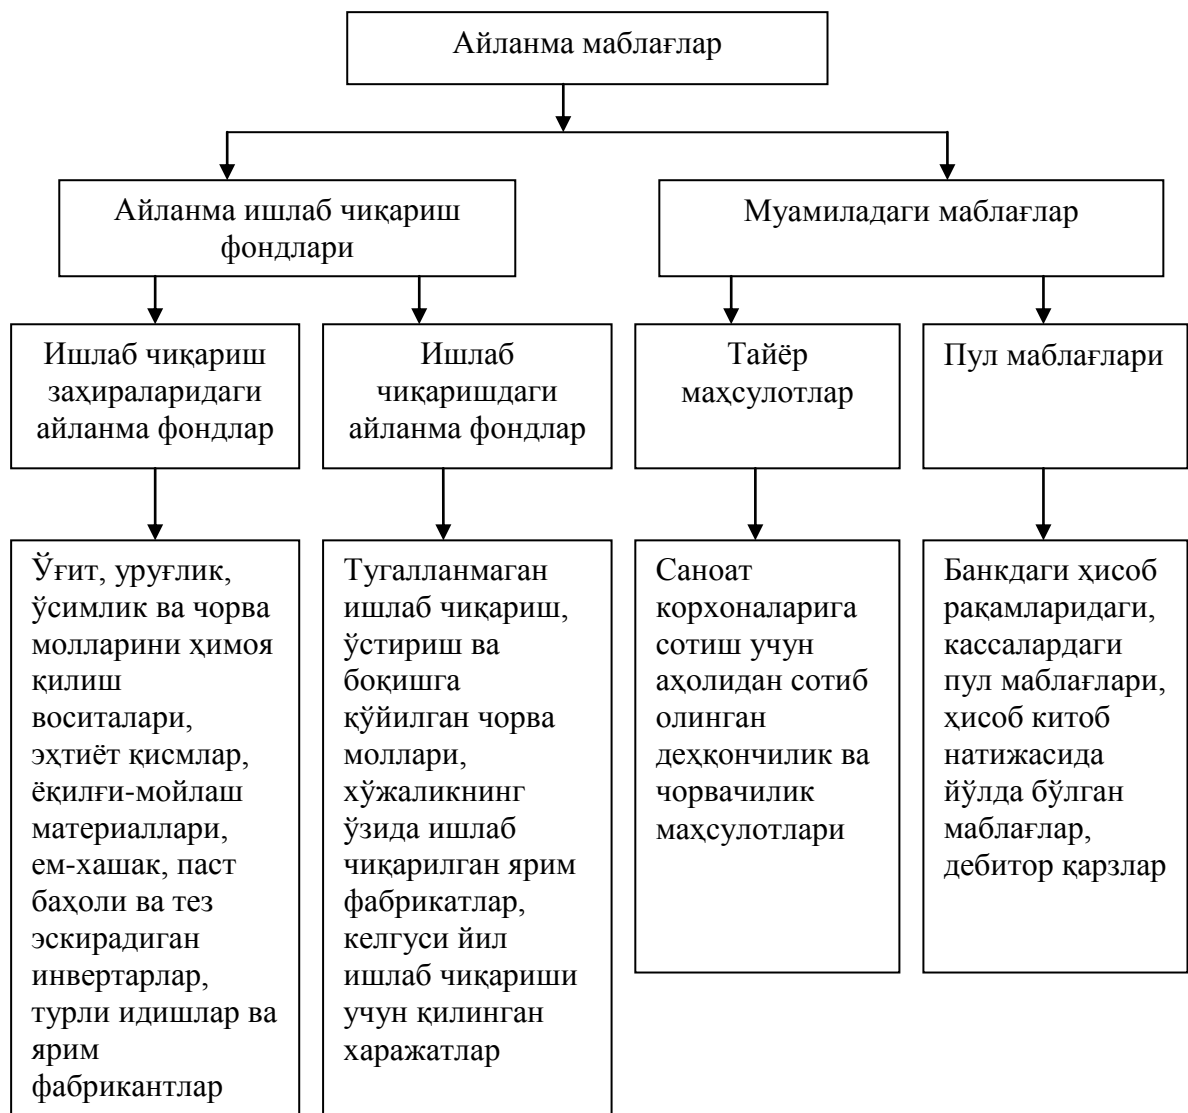 Айланма маблағлар
Айланма ишлаб чиқариш
фондлари
Муамиладаги маблағлар
Ишлаб чиқариш
заҳираларидаги
айланма фондлар
Ишлаб
чиқаришдаги
айланма фондлар
Тайёр
маҳсулотлар
Пул маблағлари
Ўғит, уруғлик,
ўсимлик ва чорва
молларини ҳимоя
қилиш
воситалари,
эҳтиёт қисмлар,
ёқилғи-мойлаш
материаллари,
ем-хашак, паст
баҳоли ва тез
эскирадиган
инвертарлар,
турли идишлар ва
ярим
фабрикантлар
Тугалланмаган
ишлаб чиқариш,
ўстириш ва
боқишга
қўйилган чорва
моллари,
хўжаликнинг
ўзида ишлаб
чиқарилган ярим
фабрикатлар,
келгуси йил
ишлаб чиқариши
учун қилинган
харажатлар
Саноат
корхоналарига
сотиш учун
аҳолидан сотиб
олинган
деҳқончилик ва
чорвачилик
маҳсулотлари
Банкдаги ҳисоб
рақамларидаги,
кассалардаги
пул маблағлари,
ҳисоб китоб
натижасида
йўлда бўлган
маблағлар,
дебитор қарзлар